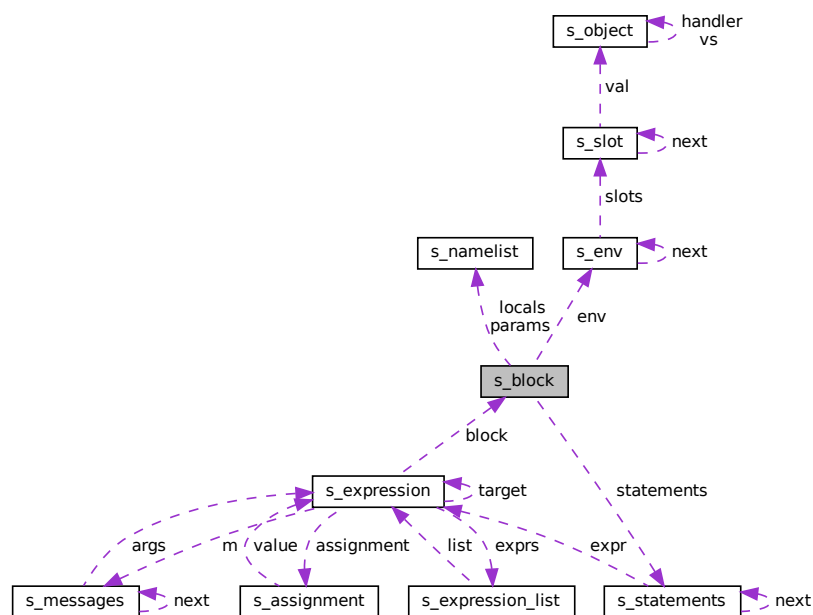 s_object
handler
vs
val
s_slot
next
slots
s_namelist
s_env
next
locals
params
env
s_block
block
s_expression
target
statements
args
m
value
assignment
list
exprs
expr
s_messages
next
s_assignment
s_expression_list
s_statements
next